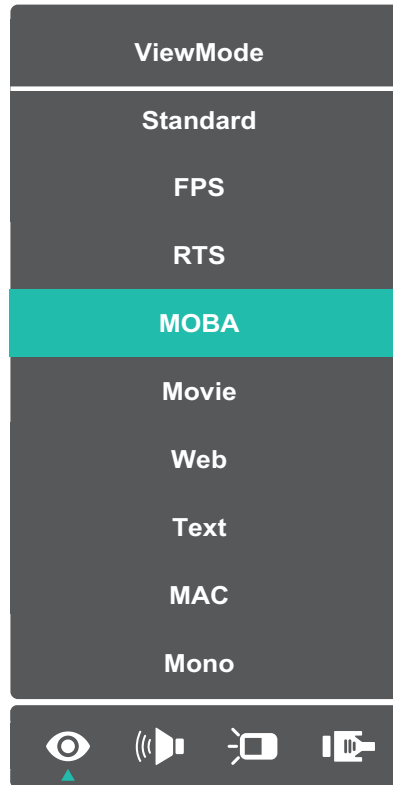 ViewMode
Standard
FPS
RTS
MOBA
Movie
Web
Text
MAC
Mono